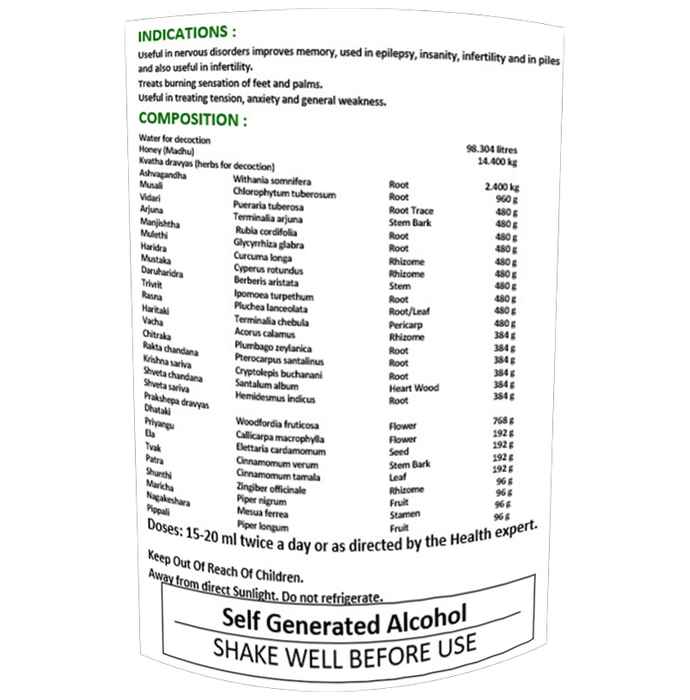 INDICATIONS :
Useful in nervous disorders improves memory, used in epilepsy, insanity, infertility and in piles
and also useful in infertility.
Treats burning sensation of feet and palms.
Useful in treating tension, anxiety and general weakness.
COMPOSITION :
Water for decoction 98.304 litres
Honey (Madhu) 14.400 kg
Kvatha dravyas (herbs for decoction)
Ashvagandha Withania somnifera Root 2.400 kg
Musali Chlorophytum tuberosum Root 960 g
Vidari Pueraria tuberosa Root Trace 480 g
Arjuna Terminalia arjuna Stem Bark 480 g
Manjishtha Rubia cordifolia Root 480 g
Mulethi Glycyrrhiza glabra Root 480 g
Haridra Curcuma longa Rhizome 480 g
Mustaka Cyperus rotundus Rhizome 480 g
Daruharidra Berberis aristata Stem 480 g
Trivrit Ipomoea turpethum Root 480 g
Rasna Pluchea lanceolata Root/Leaf 480 g
Haritaki Terminalia chebula Pericarp 480 g
Vacha Acorus calamus Rhizome 384 g
Chitraka Plumbago zeylanica Root 384 g
Rakta chandana Pterocarpus santalinus Root 384 g
Krishna sariva Cryptolepis buchanani Root 384 g
Shveta chandana Santalum album Heart Wood 384 g
Shveta sariva Hemidesmus indicus Root 384 g
Prakshepa dravyas
Dhataki Woodfordia fruticosa Flower 768 g
Priyangu Callicarpa macrophylla Flower 192 g
Ela Elettaria cardamomum Seed 192 g
Tvak Cinnamomum verum Stem Bark 192 g
Patra Cinnamomum tamala Leaf 192 g
Shunthi Zingiber officinale Rhizome 96 g
Maricha Piper nigrum Fruit 96 g
Nagakeshara Mesua ferrea Stamen 96 g
Pippali Piper longum Fruit 96 g
Doses: 15-20 ml twice a day or as directed by the Health expert.
Keep Out Of Reach Of Children.
Away from direct Sunlight. Do not refrigerate.
Self Generated Alcohol
SHAKE WELL BEFORE USE